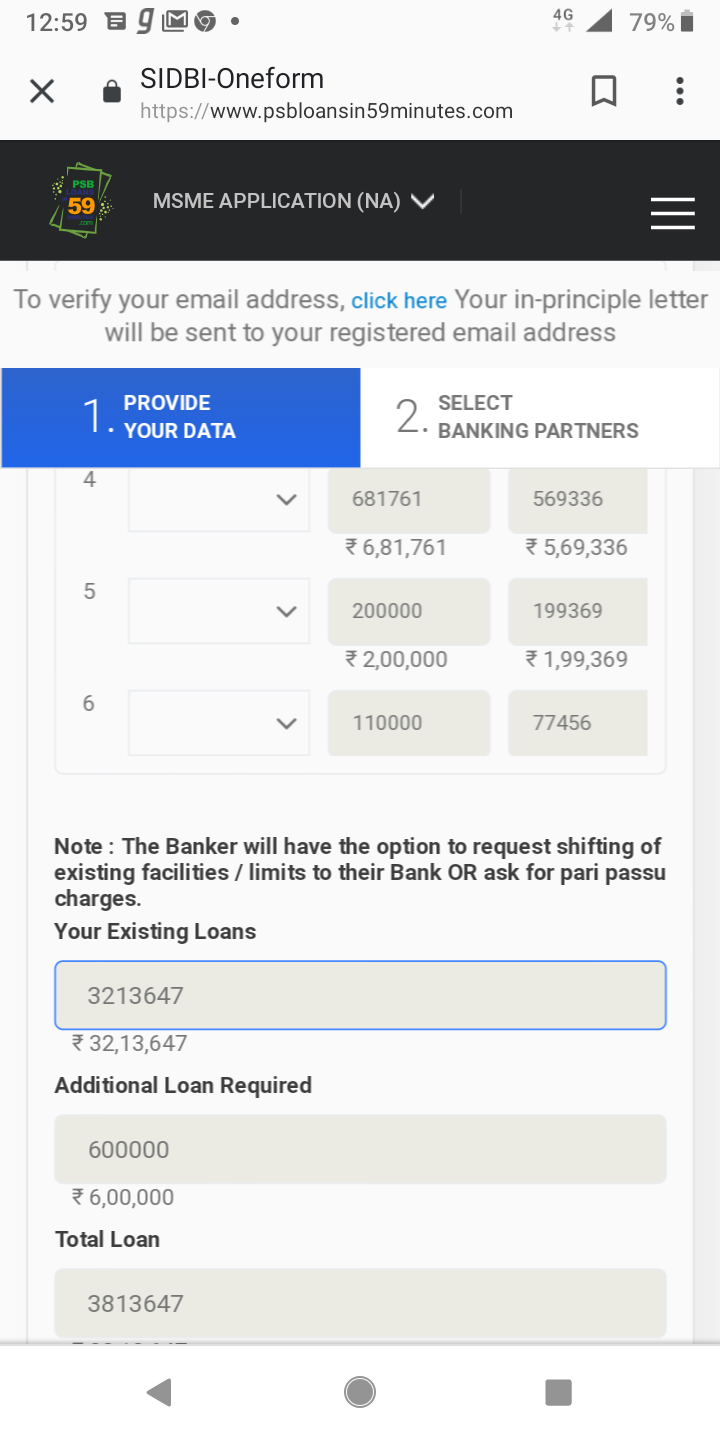 12:59
4G
79%
SIDBI-Oneform
https://www.psbloansin59minutes.com
PSB
LOANS
59
.com
MSME APPLICATION (NA)
To verify your email address, click here Your in-principle letter
will be sent to your registered email address
1. PROVIDE
YOUR DATA
2. SELECT
BANKING PARTNERS
4
681761
569336
₹ 6,81,761
₹ 5,69,336
5
200000
199369
₹ 2,00,000
₹ 1,99,369
6
110000
77456
Note : The Banker will have the option to request shifting of
existing facilities / limits to their Bank OR ask for pari passu
charges.
Your Existing Loans
3213647
₹ 32,13,647
Additional Loan Required
600000
₹ 6,00,000
Total Loan
3813647